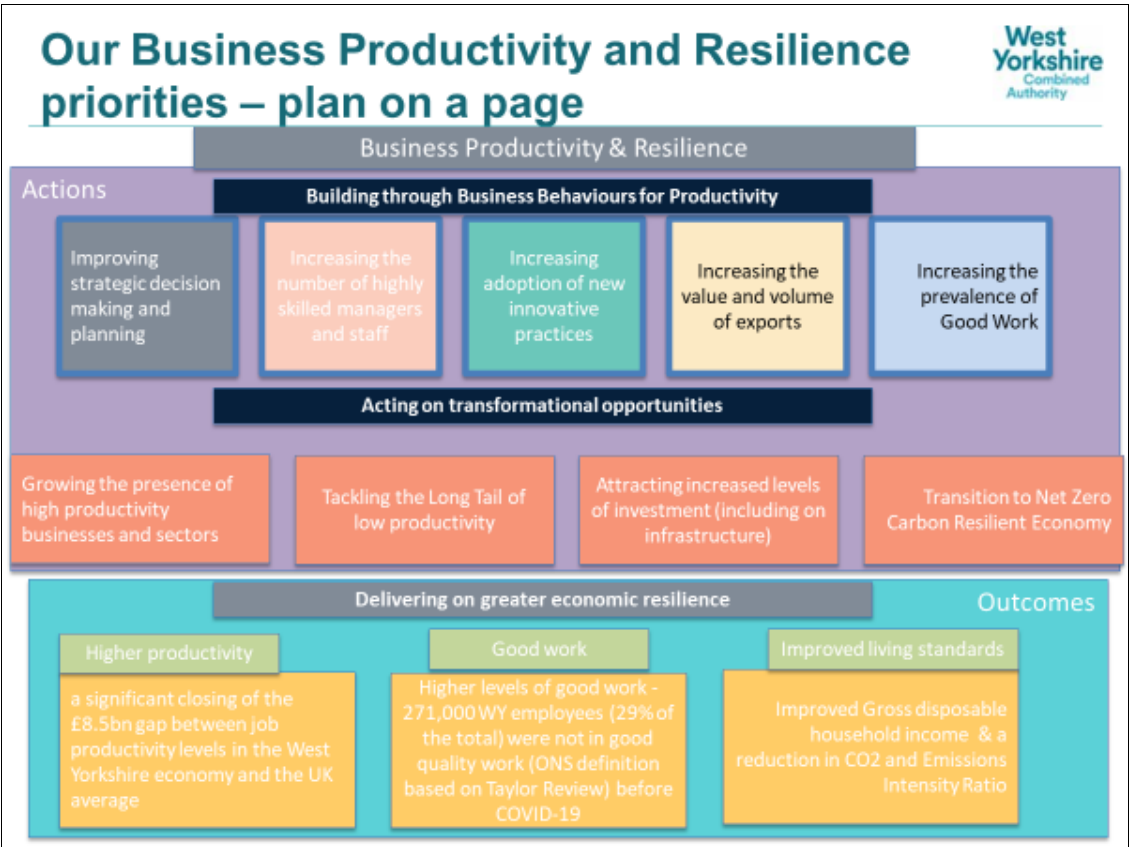 Our Business Productivity and Resilience
priorities – plan on a page
West
Yorkshire
Combined
Authority
Business Productivity & Resilience
Actions
Building through Business Behaviours for Productivity
Improving
strategic decision
making and
planning
Increasing the
number of highly
skilled managers
and staff
Increasing
adoption of new
innovative
practices
Increasing the
value and volume
of exports
Increasing the
prevalence of
Good Work
Acting on transformational opportunities
Growing the presence of
high productivity
businesses and sectors
Tackling the Long Tail of
low productivity
Attracting increased levels
of investment (including on
infrastructure)
Transition to Net Zero
Carbon Resilient Economy
Delivering on greater economic resilience
Outcomes
Higher productivity
a significant closing of the
£8.5bn gap between job
productivity levels in the West
Yorkshire economy and the UK
average
Good work
Higher levels of good work -
271,000 WY employees (29% of
the total) were not in good
quality work (ONS definition
based on Taylor Review) before
COVID-19
Improved living standards
Improved Gross disposable
household income & a
reduction in CO2 and Emissions
Intensity Ratio